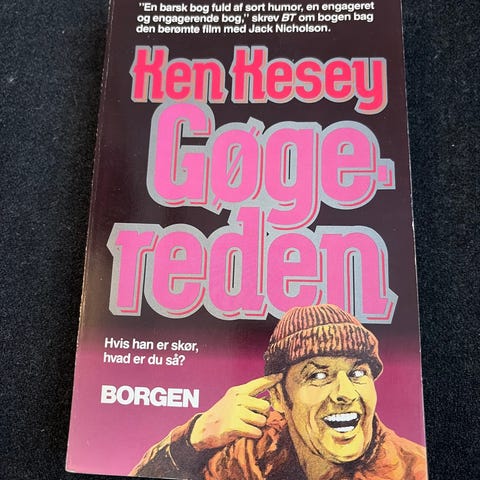 "En barsk bog fuld af sort humor, en engageret
og engagerende bog," skrev BT om bogen bag
den berømte film med Jack Nicholson.
Ken Kesey
Gøge-
reden
Hvis han er skør,
hvad er du så?
BORGEN